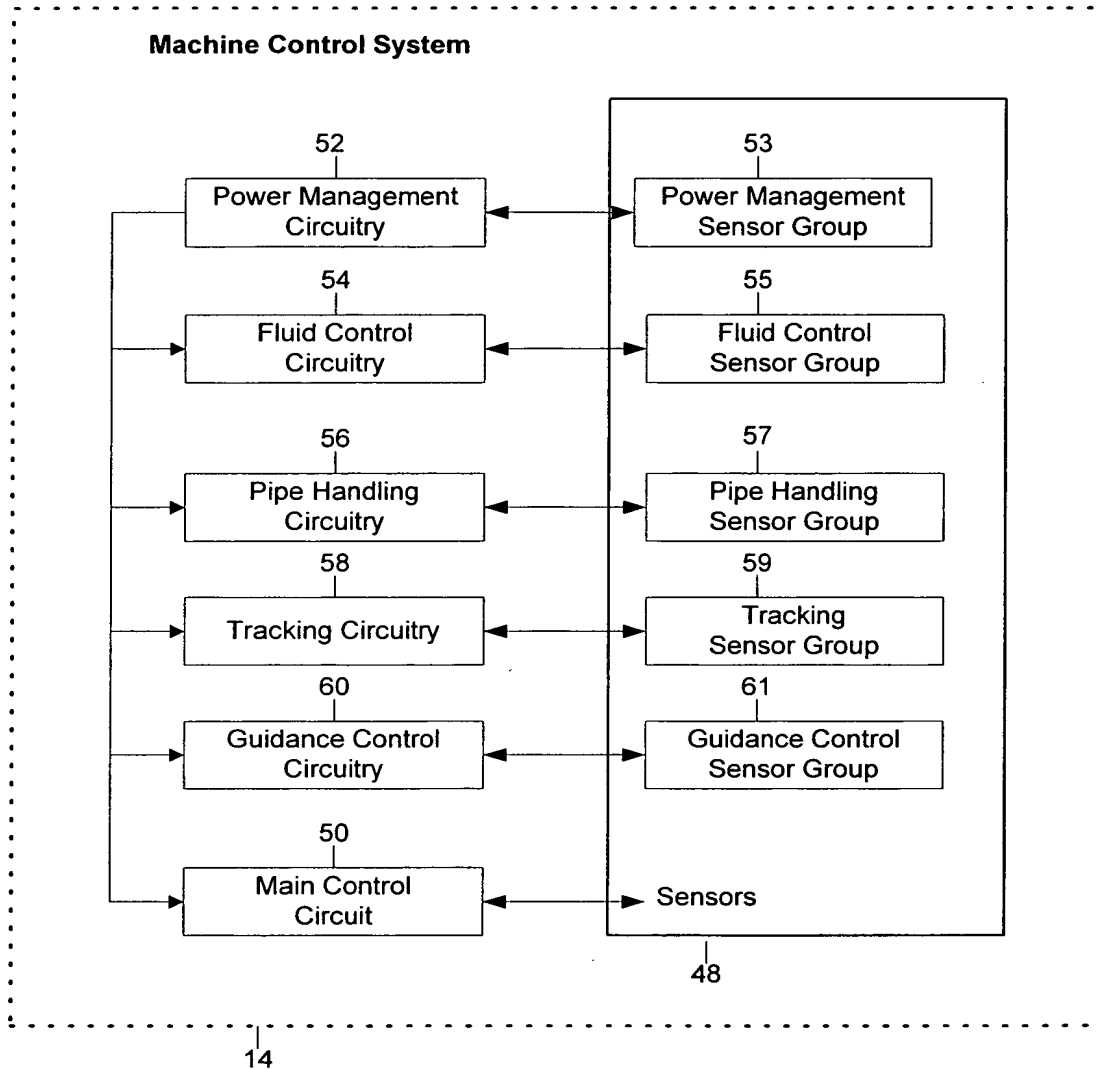 Machine Control System
52
53
Power Management
Circuitry
Power Management
Sensor Group
54
55
Fluid Control
Circuitry
Fluid Control
Sensor Group
56
57
Pipe Handling
Circuitry
Pipe Handling
Sensor Group
58
59
Tracking Circuitry
Tracking
Sensor Group
60
61
Guidance Control
Circuitry
Guidance Control
Sensor Group
50
Main Control
Circuit
Sensors
48
14